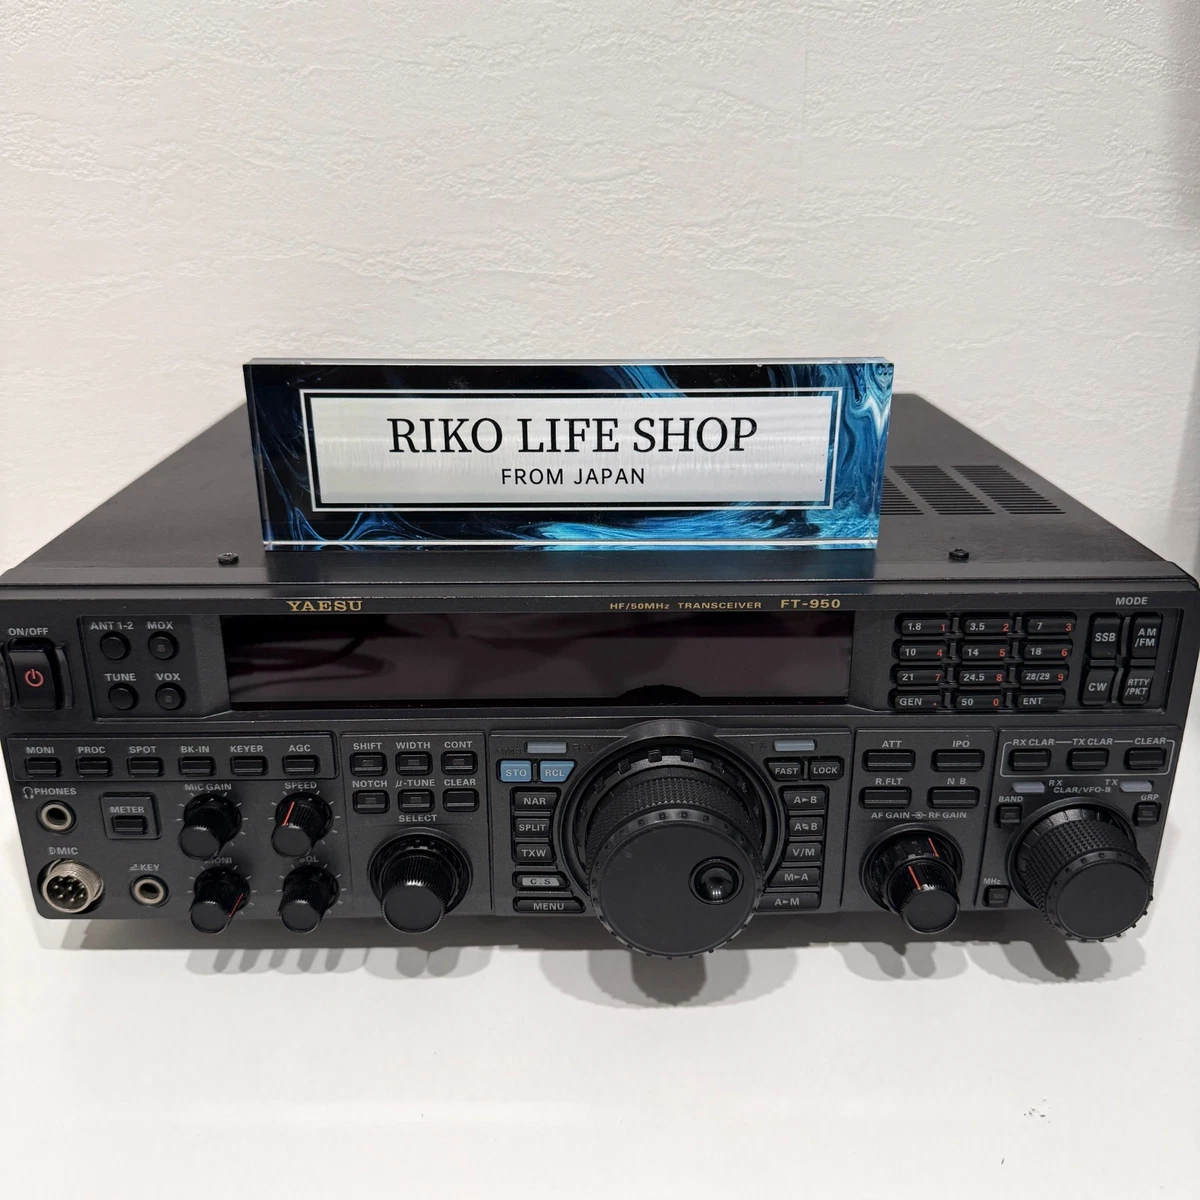 RIKO LIFE SHOP
FROM JAPAN
YAESU
HF/50MHz TRANSCEIVER FT-950
MODE
ON/OFF
ANT 1-2 MOX
TUNE VOX
1.8 1 3.5 2 7 3
10 4 14 5 18 6
21 7 24.5 8 28/29 9
GEN . 50 0 ENT
SSB
AM
/FM
CW
RTTY
/PKT
MONI PROC SPOT BK-IN KEYER AGC
PHONES
METER
MIC GAIN
SPEED
MIC
KEY
SHIFT WIDTH CONT
NOTCH μ-TUNE CLEAR
SELECT
STO RCL
NAR
SPLIT
TXW
C.S
MENU
FAST LOCK
A▶B
V/M
M▶A
A▶M
ATT IPO
R.FLT N B
AF GAIN RF GAIN
RX CLAR TX CLAR CLEAR
RX TX
CLAR/VFO-B
BAND
GRP
MHz